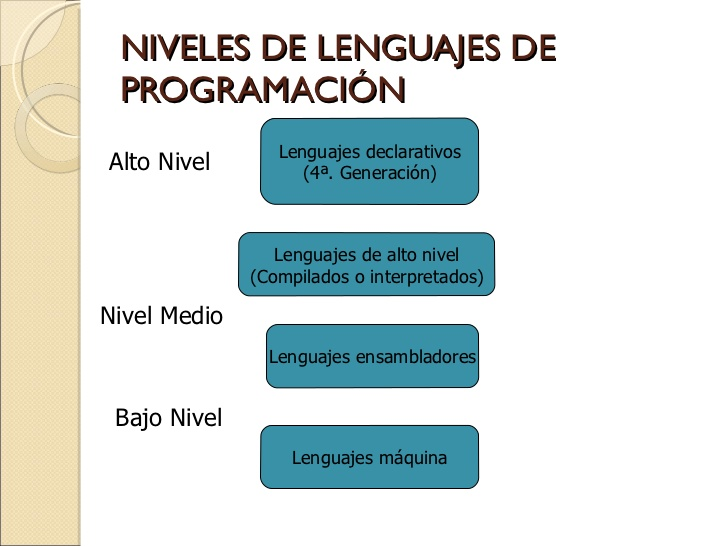 NIVELES DE LENGUAJES DE
PROGRAMACIÓN
Alto Nivel
Lenguajes declarativos
(4ª. Generación)
Lenguajes de alto nivel
(Compilados o interpretados)
Nivel Medio
Lenguajes ensambladores
Bajo Nivel
Lenguajes máquina